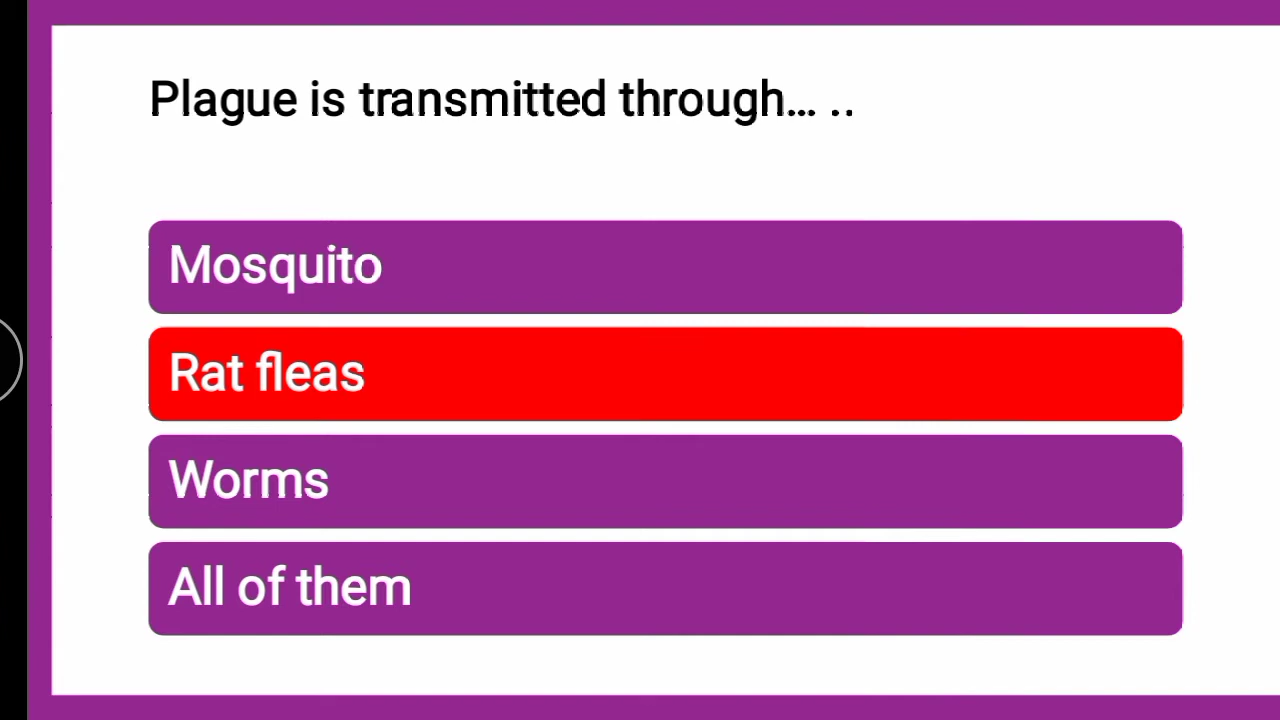 Plague is transmitted through... ..
Mosquito
Rat fleas
Worms
All of them